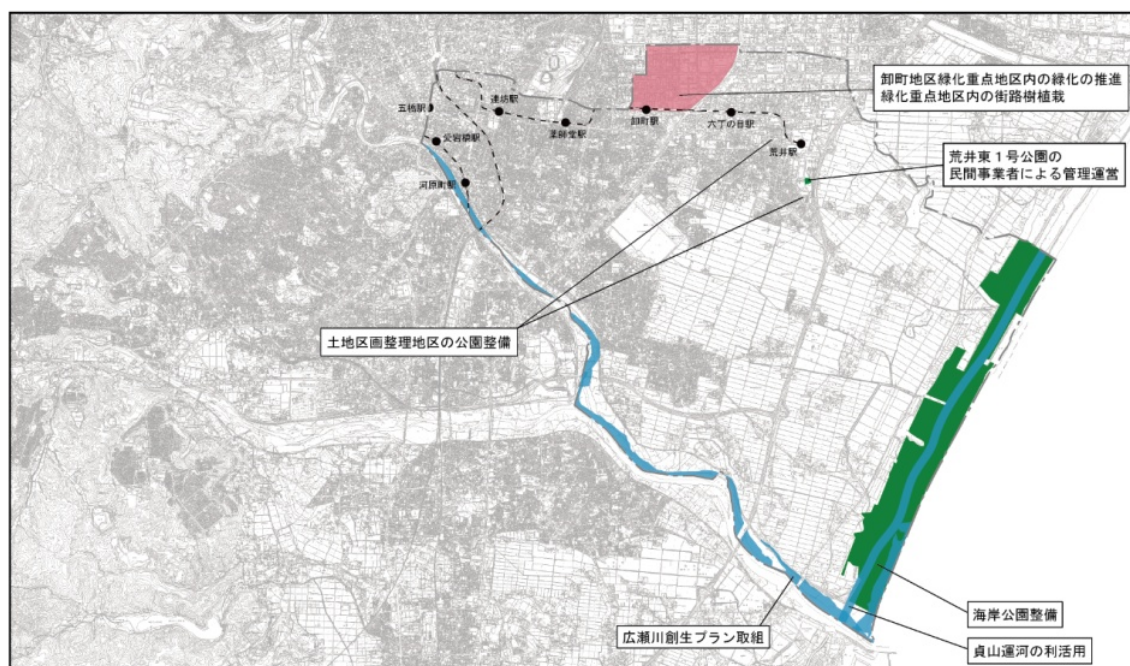 卸町地区緑化重点地区内の緑化の推進
緑化重点地区内の街路樹植栽
五橋駅
連坊駅
薬師堂駅
卸町駅
六丁の目駅
愛宕橋駅
荒井駅
荒井東1号公園の
民間事業者による管理運営
河原町駅
土地区画整理地区の公園整備
海岸公園整備
広瀬川創生プラン取組
貞山運河の利活用